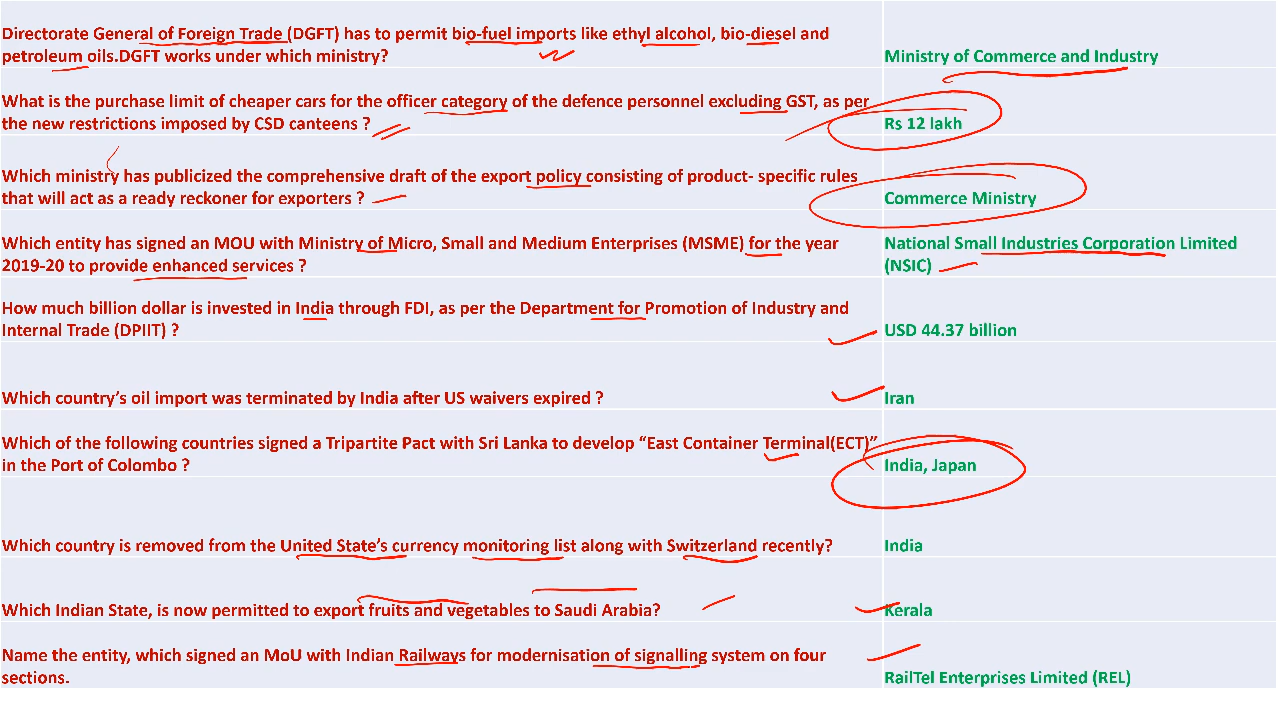 Directorate General of Foreign Trade (DGFT) has to permit bio-fuel imports like ethyl alcohol, bio-diesel and
petroleum oils.DGFT works under which ministry?
Ministry of Commerce and Industry
What is the purchase limit of cheaper cars for the officer category of the defence personnel excluding GST, as per
the new restrictions imposed by CSD canteens ?
Rs 12 lakh
Which ministry has publicized the comprehensive draft of the export policy consisting of product- specific rules
that will act as a ready reckoner for exporters ?
Commerce Ministry
Which entity has signed an MOU with Ministry of Micro, Small and Medium Enterprises (MSME) for the year
2019-20 to provide enhanced services ?
National Small Industries Corporation Limited
(NSIC)
How much billion dollar is invested in India through FDI, as per the Department for Promotion of Industry and
Internal Trade (DPIIT) ?
USD 44.37 billion
Which country's oil import was terminated by India after US waivers expired ?
Iran
Which of the following countries signed a Tripartite Pact with Sri Lanka to develop “East Container Terminal(ECT)”
in the Port of Colombo ?
India, Japan
Which country is removed from the United State's currency monitoring list along with Switzerland recently?
India
Which Indian State, is now permitted to export fruits and vegetables to Saudi Arabia?
Kerala
Name the entity, which signed an MoU with Indian Railways for modernisation of signalling system on four
sections.
RailTel Enterprises Limited (REL)